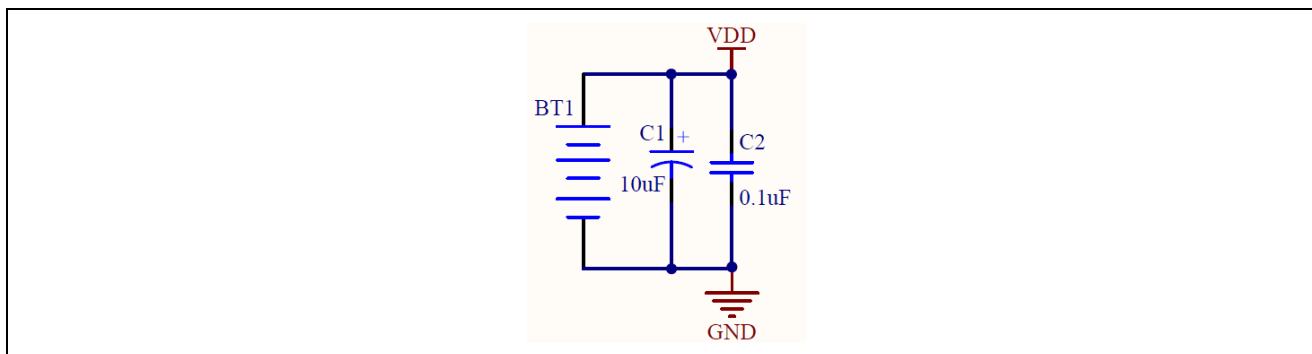 VDD
BT1
C1 +
C2
10uF
0.1uF
GND